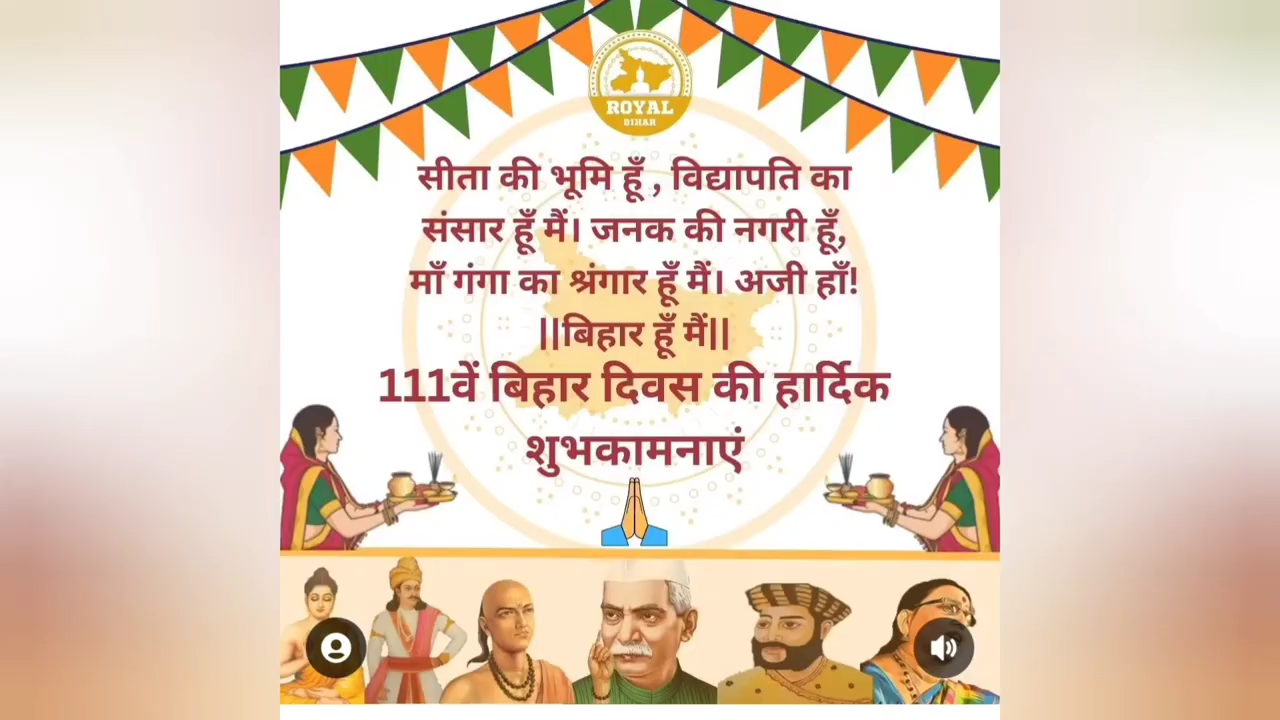 ROYAL
BIHAR
सीता की भूमि हूँ , विद्यापति का
संसार हूँ मैं। जनक की नगरी हूँ,
माँ गंगा का श्रंगार हूँ मैं। अजी हाँ!
||बिहार हूँ मैं||
111वें बिहार दिवस की हार्दिक
शुभकामनाएं